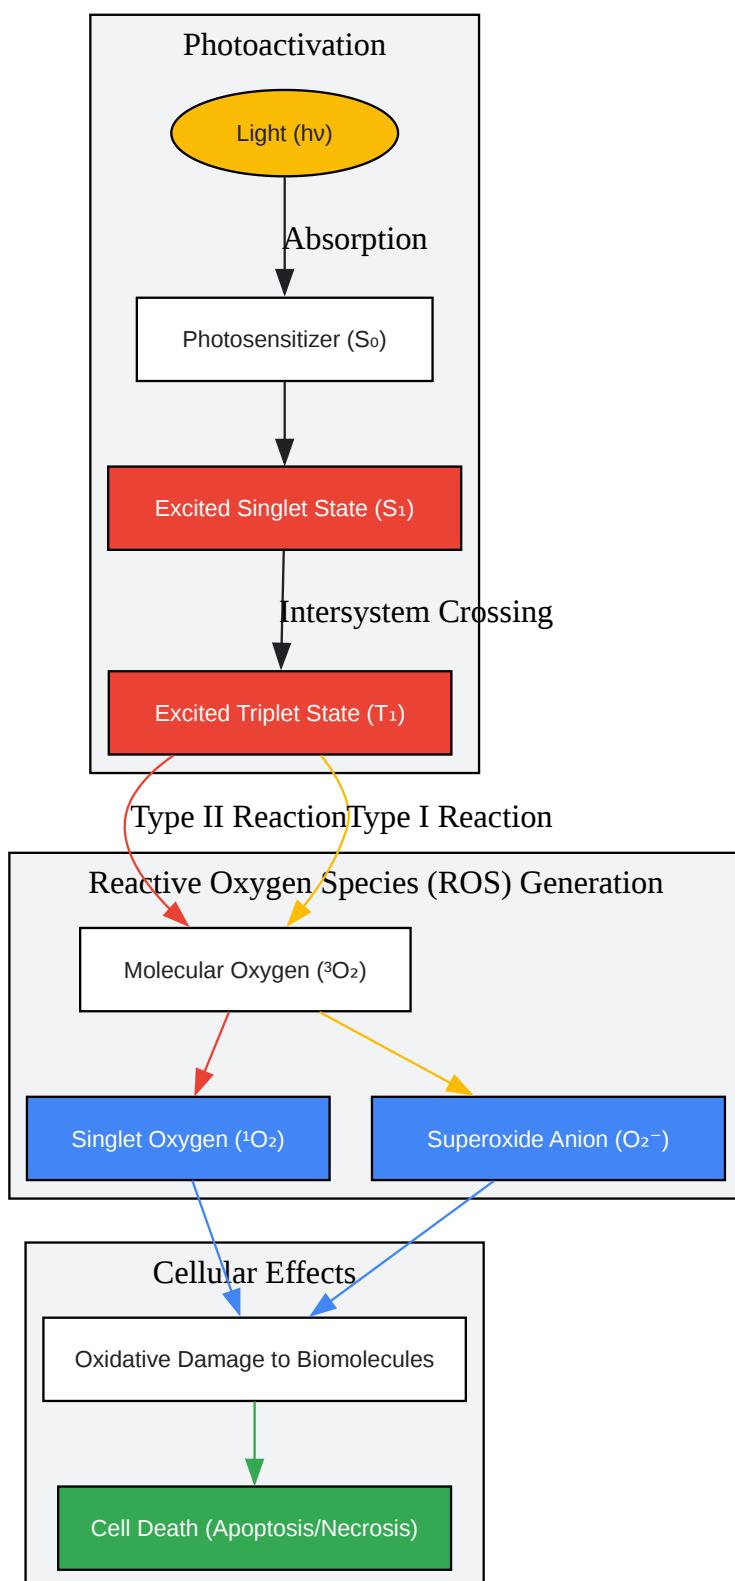 Photoactivation
Light (hν)
Absorption
Photosensitizer (S₀)
Excited Singlet State (S₁)
Intersystem Crossing
Excited Triplet State (T₁)
Type II Reaction
Type I Reaction
Reactive Oxygen Species (ROS) Generation
Molecular Oxygen (³O₂)
Singlet Oxygen (¹O₂)
Superoxide Anion (O₂⁻)
Cellular Effects
Oxidative Damage to Biomolecules
Cell Death (Apoptosis/Necrosis)